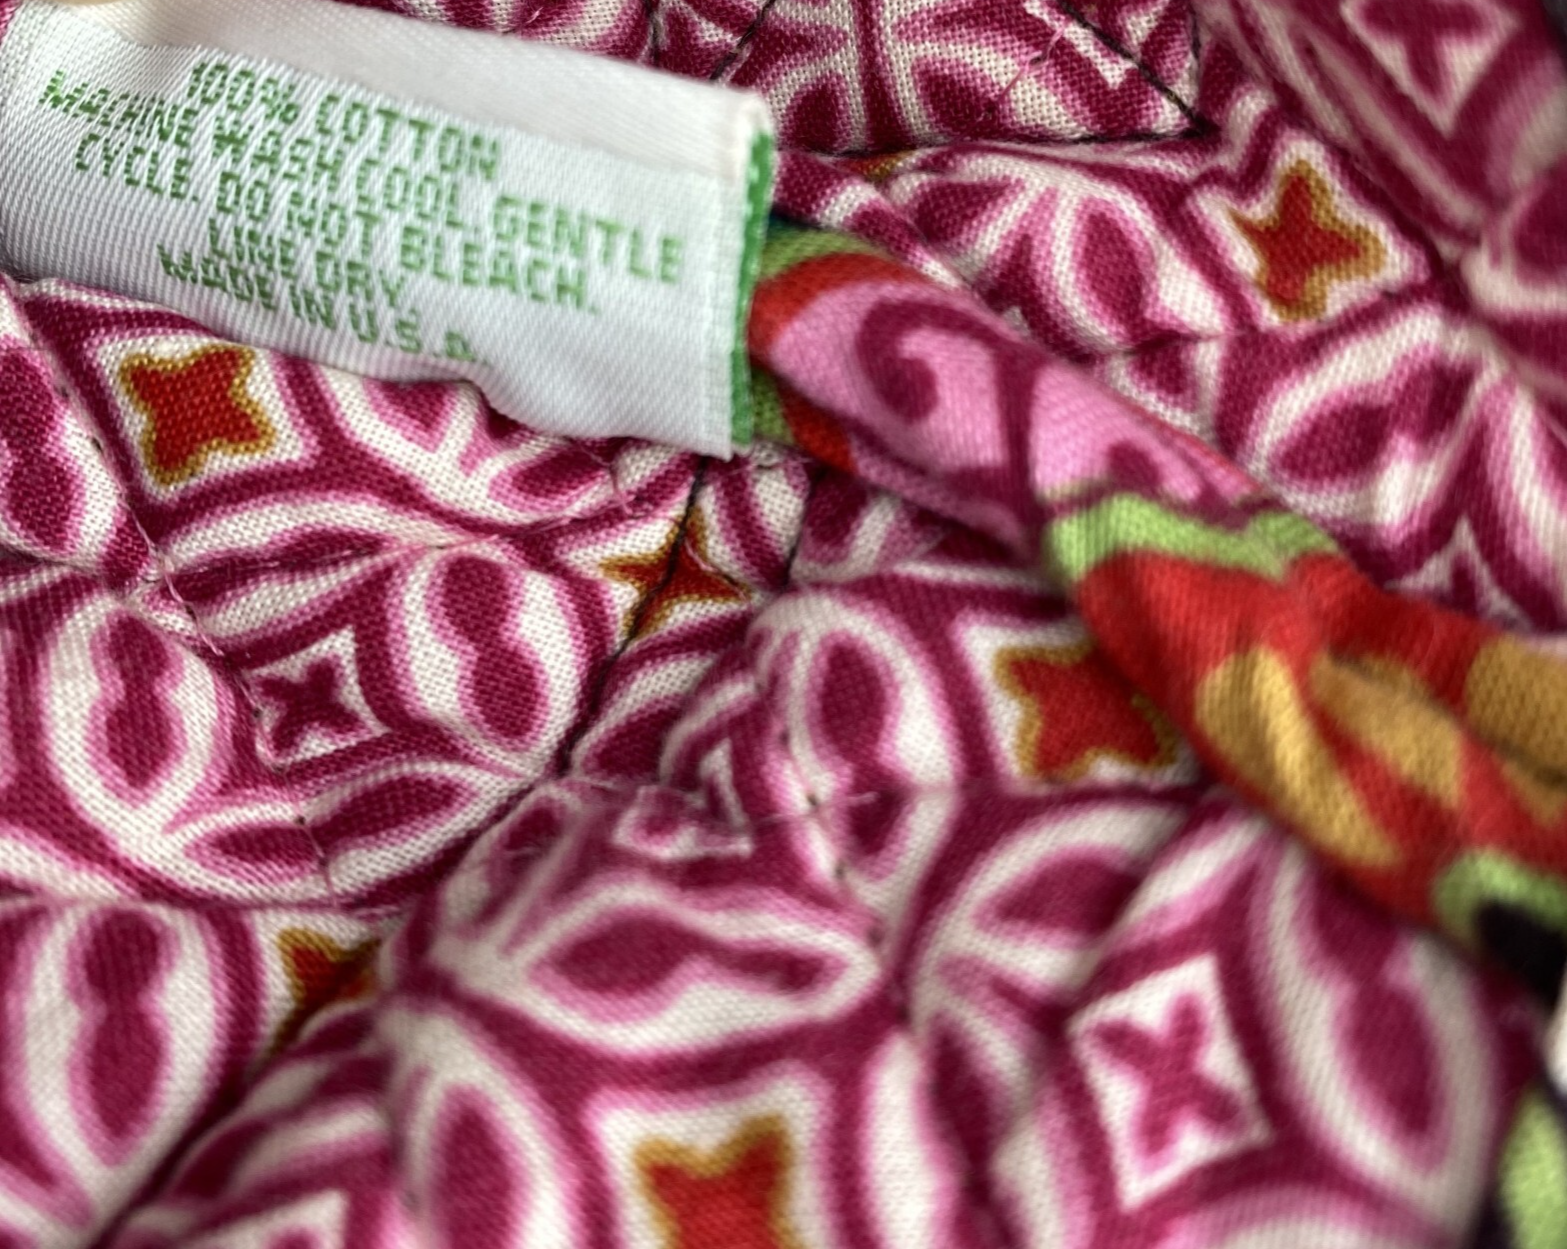 100% COTTON
MACHINE WASH COOL, GENTLE
CYCLE. DO NOT BLEACH.
LINE DRY.
MADE IN U.S.A.